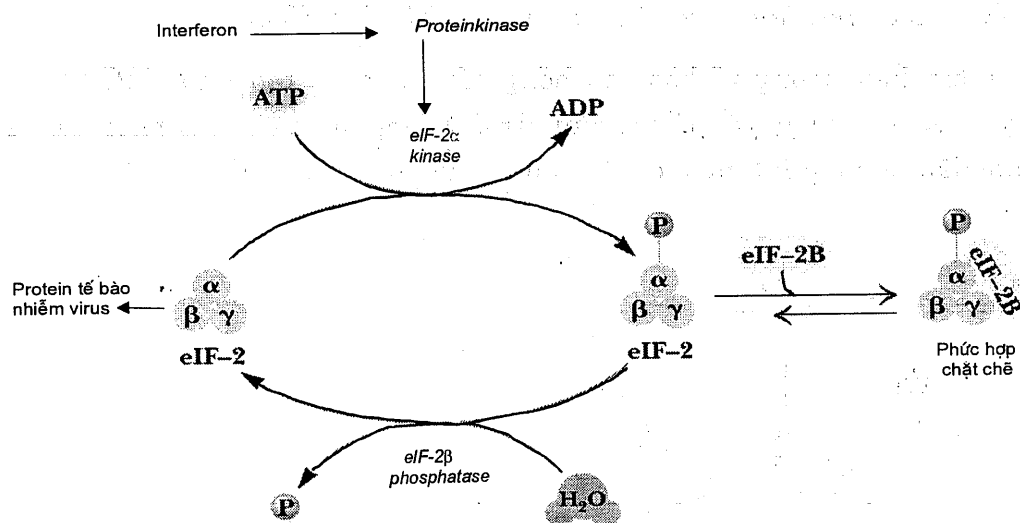 Interferon
Proteinkinase
ATP
ADP
eIF-2α
kinase
P
P
eIF-2B
eIF-2B
α
β γ
eIF-2
Protein tế bào
nhiễm virus
α
β γ
eIF-2
α
β γ
Phức hợp
chặt chẽ
eIF-2β
phosphatase
P
H₂O